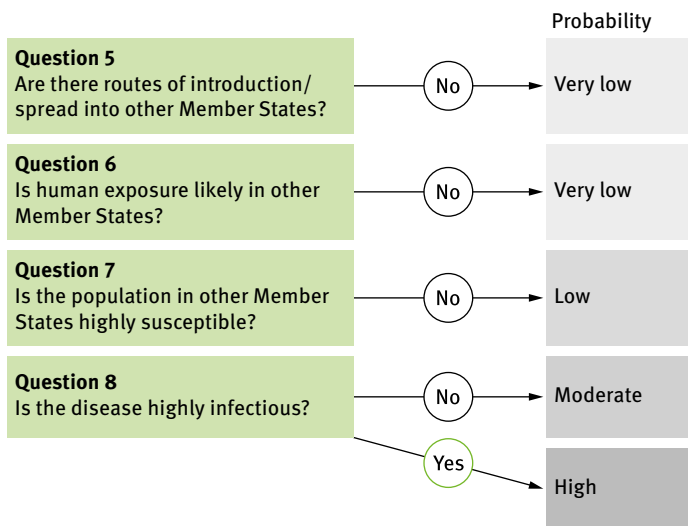 Probability
Question 5
Are there routes of introduction/
spread into other Member States?
No
Very low
Question 6
Is human exposure likely in other
Member States?
No
Very low
Question 7
Is the population in other Member
States highly susceptible?
No
Low
Question 8
Is the disease highly infectious?
No
Moderate
Yes
High